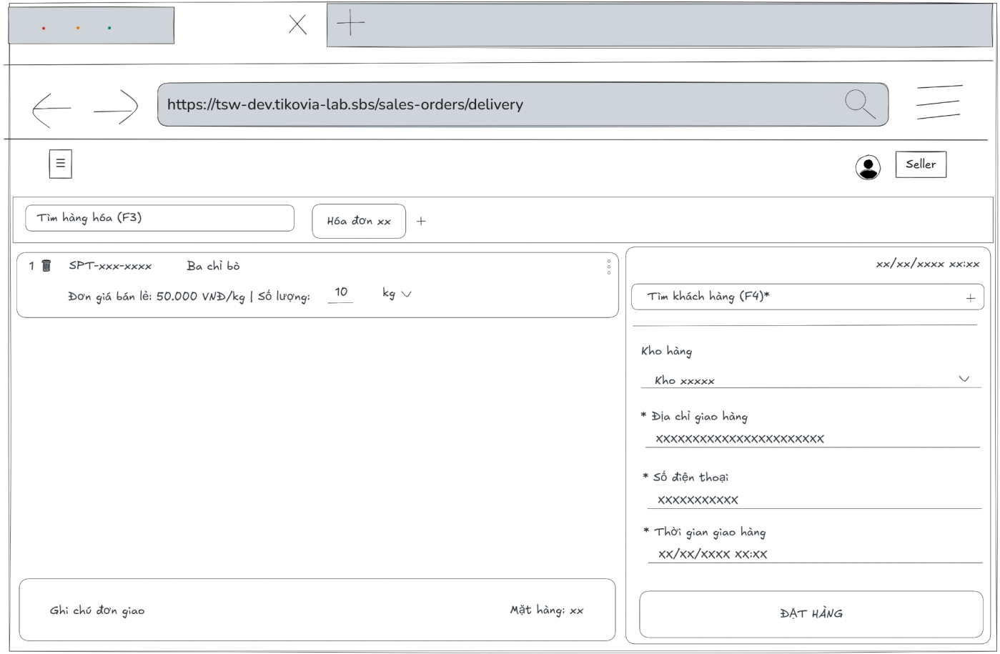 https://tsw-dev.tikovia-lab.sbs/sales-orders/delivery
Seller
Tìm hàng hóa (F3)
Hóa đơn xx
1 SPT-xxx-xxxx Ba chỉ bò
Đơn giá bán lẻ: 50.000 VNĐ/kg | Số lượng: 10 kg
Ghi chú đơn giao
Mặt hàng: xx
xx/xx/xxxx xx:xx
Tìm khách hàng (F4)*
Kho hàng
Kho xxxxx
* Địa chỉ giao hàng
XXXXXXXXXXXXXXXXXXXXXXX
* Số điện thoại
XXXXXXXXXXX
* Thời gian giao hàng
xx/xx/xxxx xx:xx
ĐẶT HÀNG